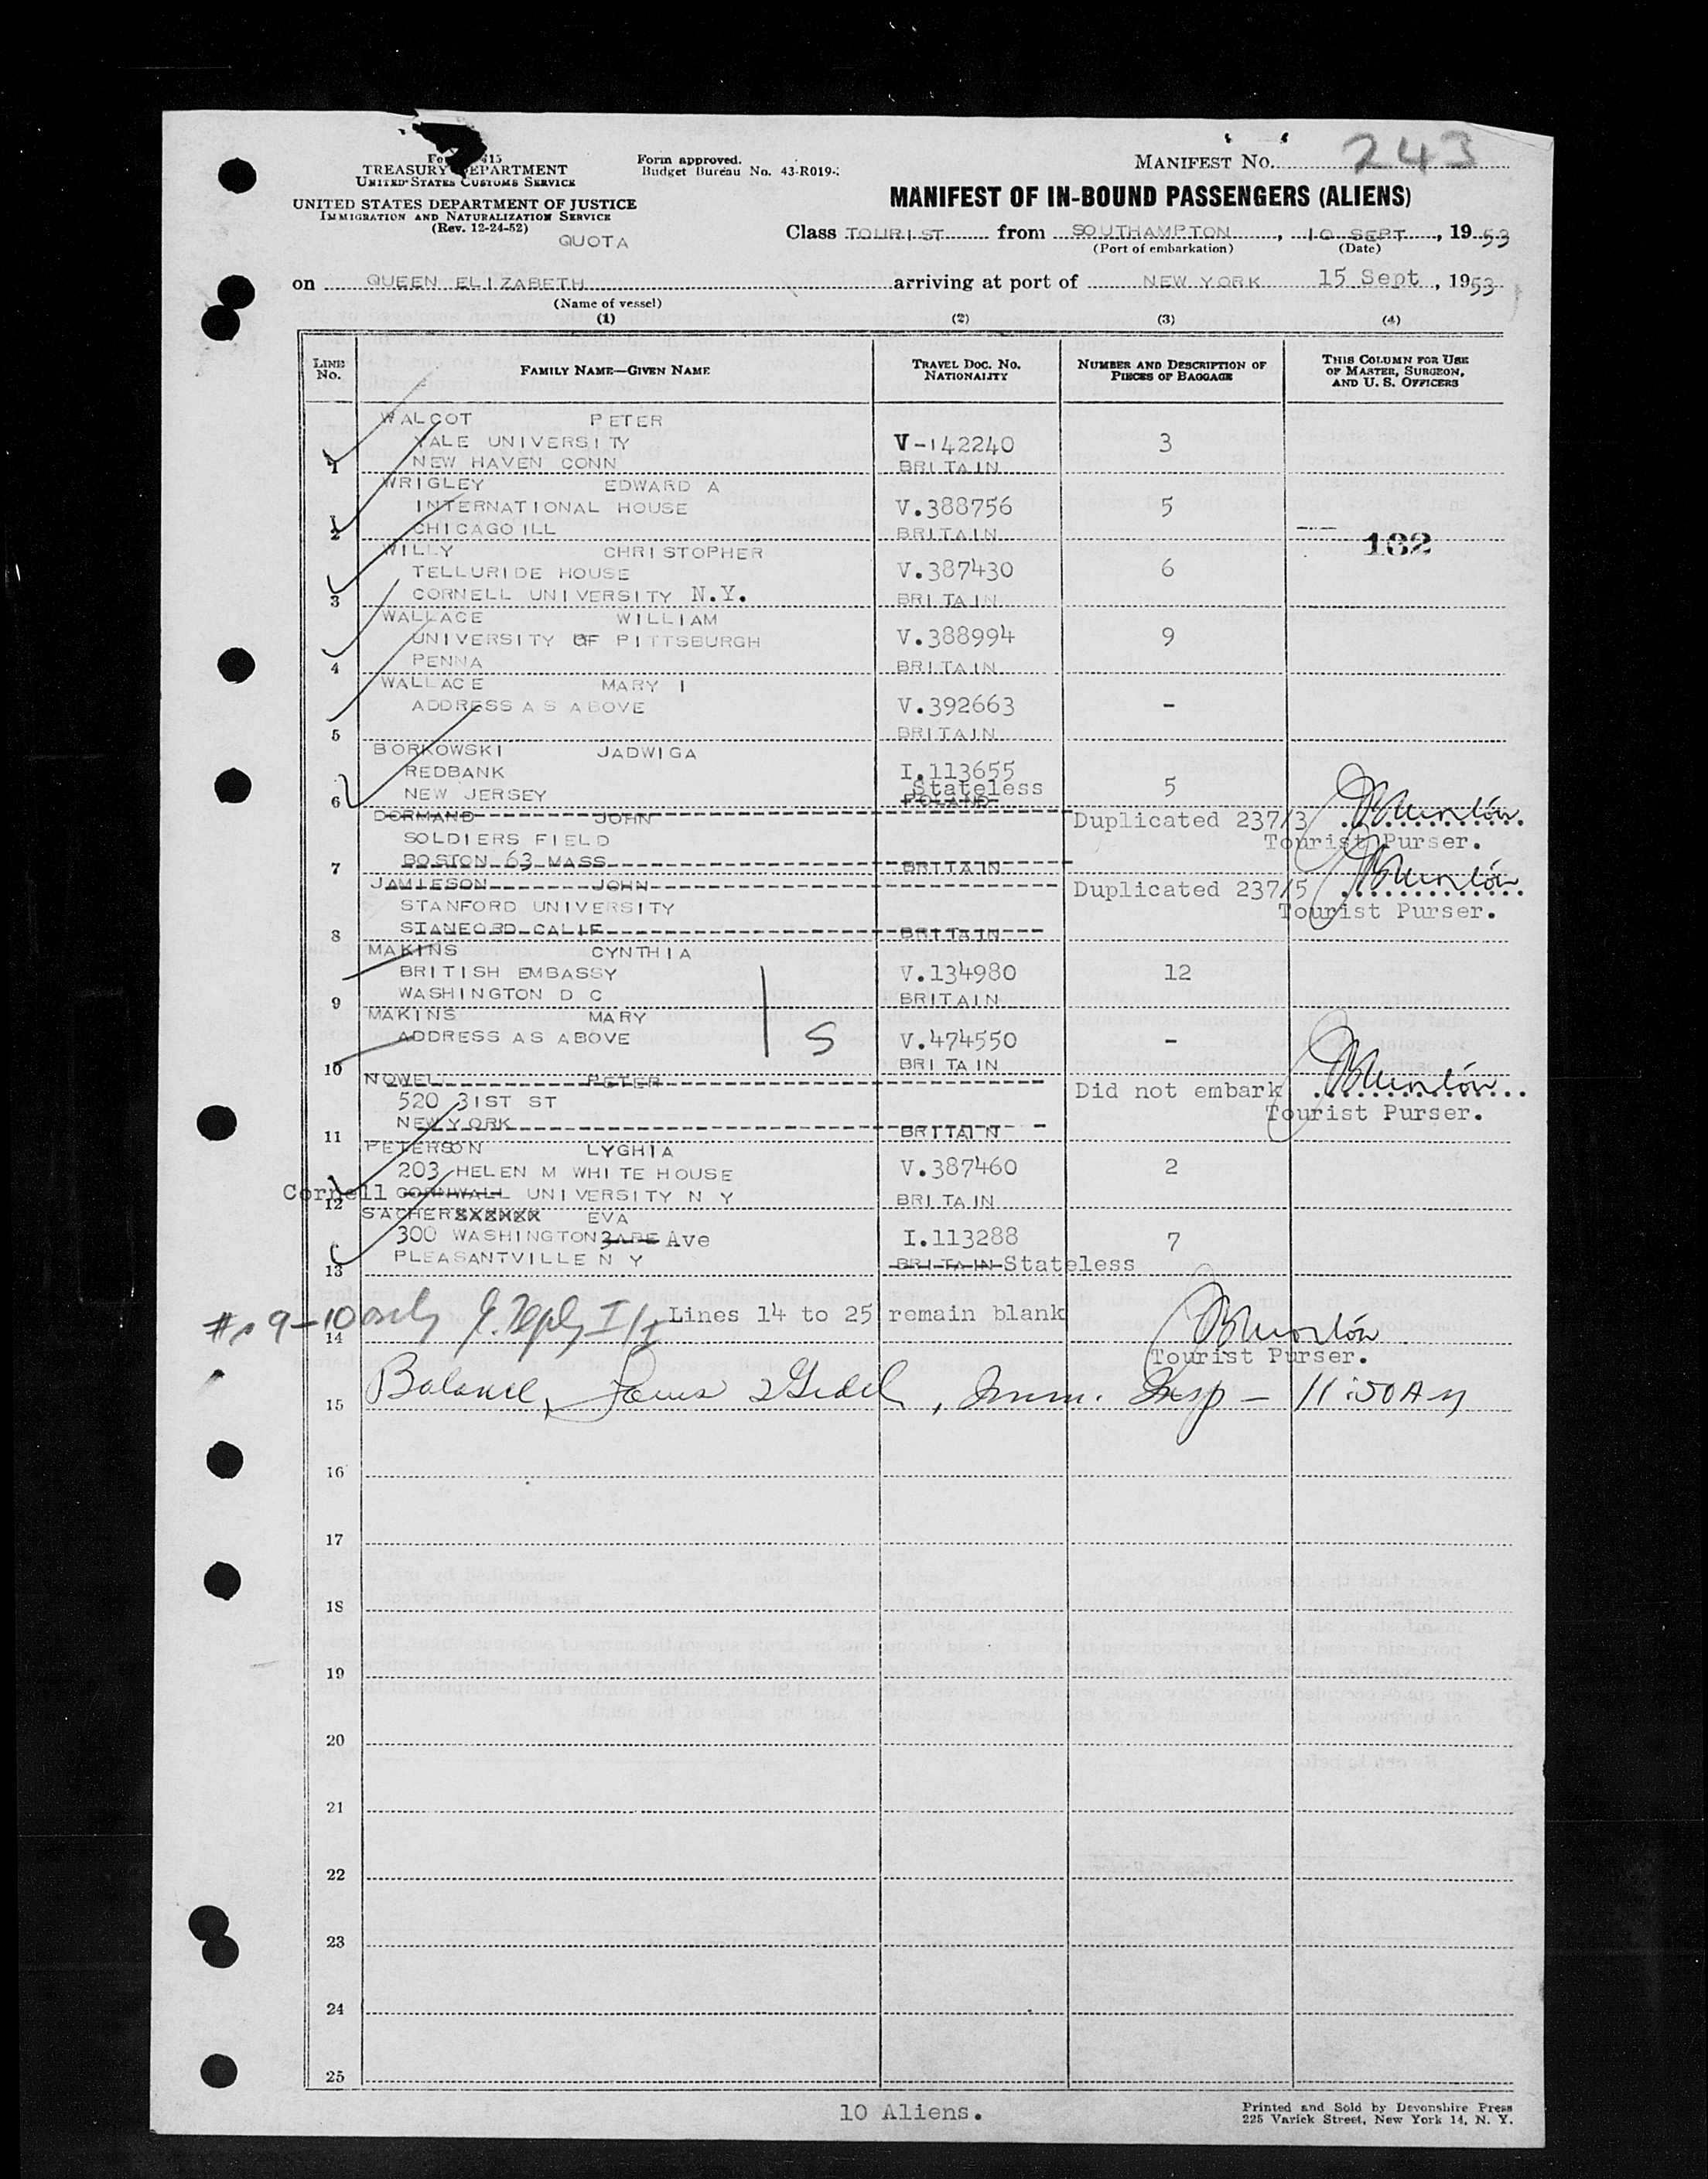 MANIFEST NO. 243
TREASURY DEPARTMENT
UNITED STATES CUSTOMS SERVICE
Form approved.
Budget Bureau No. 43-R019-
UNITED STATES DEPARTMENT OF JUSTICE
IMMIGRATION AND NATURALIZATION SERVICE
(Rev. 12-24-52)
QUOTA
MANIFEST OF IN-BOUND PASSENGERS (ALIENS)
Class TOURIST from SOUTHAMPTON, 10 SEPT, 1953
(Port of embarkation) (Date)
on QUEEN ELIZABETH arriving at port of NEW YORK 15 Sept, 1953
(Name of vessel)
(1) (2) (3) (4)
LINE NO. FAMILY NAME—GIVEN NAME TRAVEL DOC. NO. NATIONALITY NUMBER AND DESCRIPTION OF PIECES OF BAGGAGE THIS COLUMN FOR USE OF MASTER, SURGEON, AND U. S. OFFICERS
WALCOT PETER
YALE UNIVERSITY V-142240 3
1 NEW HAVEN CONN BRITAIN
WRIGLEY EDWARD A
INTERNATIONAL HOUSE V.388756 5
2 CHICAGO ILL BRITAIN
182
WILLY CHRISTOPHER
TELLURIDE HOUSE V.387430 6
3 CORNELL UNIVERSITY N.Y. BRITAIN
WALLACE WILLIAM
UNIVERSITY OF PITTSBURGH V.388994 9
4 PENNA BRITAIN
WALLACE MARY I
ADDRESS AS ABOVE V.392663 -
5 BRITAIN
BORKOWSKI JADWIGA
REDBANK I.113655
NEW JERSEY Stateless 5
6 POLAND
DORMAND JOHN Duplicated 237/3
SOLDIERS FIELD Tourist Purser.
7 BOSTON 63 MASS BRITAIN
JAMIESON JOHN Duplicated 237/5
STANFORD UNIVERSITY Tourist Purser.
8 STANFORD CALIF BRITAIN
MAKINS CYNTHIA
BRITISH EMBASSY V.134980 12
9 WASHINGTON D C BRITAIN
MAKINS MARY
ADDRESS AS ABOVE S V.474550 -
10 BRITAIN
NOWELL PETER Did not embark
520 31ST ST Tourist Purser.
11 NEW YORK BRITAIN
PETERSON LYGHIA
203 HELEN M WHITE HOUSE V.387460 2
12 Cornell CORNWALL UNIVERSITY N Y BRITAIN
SACHER EVA
300 WASHINGTON Ave I.113288 7
13 PLEASANTVILLE N Y BRITAIN Stateless
#s 9-10 only Lines 14 to 25 remain blank
14 Tourist Purser.
15 Balance, Imm. Insp - 11:50 AM
16
17
18
19
20
21
22
23
24
25
10 Aliens.
Printed and Sold by Devonshire Press
225 Varick Street, New York 14, N. Y.